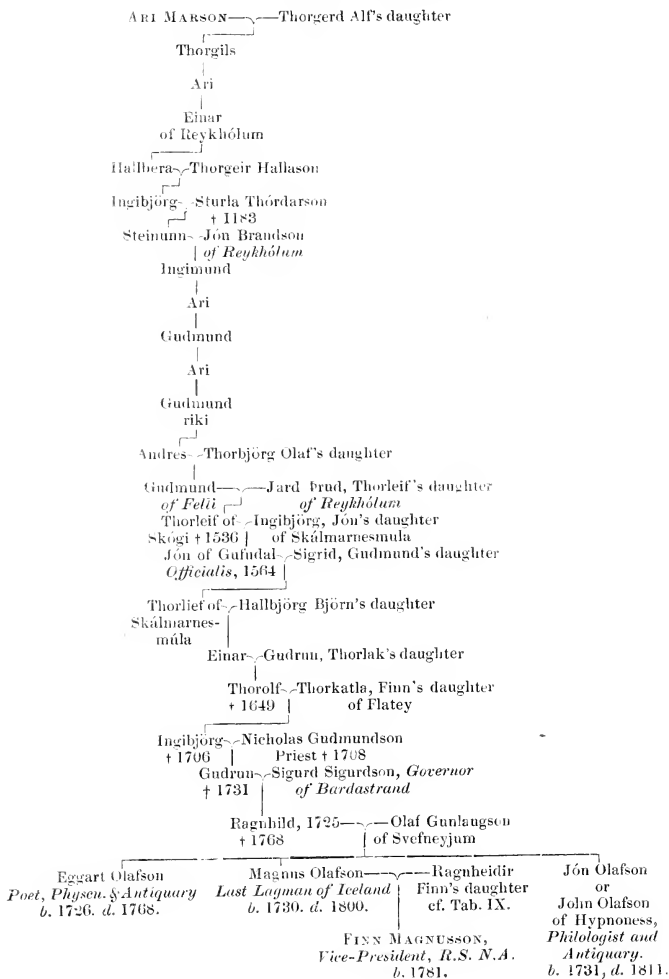 ARI MARSON Thorgerd Alf's daughter
Thorgils
Ari
Einar
of Reykhólum
Hallbera Thorgeir Hallason
Ingibjörg Sturla Thórdarson
† 1183
Steinunn Jón Brandson
of Reykhólum
Ingimund
Ari
Gudmund
Ari
Gudmund
riki
Andres Thorbjörg Olaf's daughter
Gudmund Jard Þrud, Thorleif's daughter
of Felli of Reykhólum
Thorleif of Ingibjörg, Jón's daughter
Skógi † 1536 of Skálmarnesmula
Jón of Gufudal Sigrid, Gudmund's daughter
Officialis, 1564
Thorlief of Hallbjörg Björn's daughter
Skálmarnes-
múla
Einar Gudrun, Thorlak's daughter
Thorolf Thorkatla, Finn's daughter
† 1649 of Flatey
Ingibjörg Nicholas Gudmundson
† 1706 Priest † 1708
Gudrun Sigurd Sigurdson, Governor
† 1731 of Bardastrand
Ragnhild, 1725 Olaf Gunlaugson
† 1768 of Svefneyjum
Eggart Olafson
Poet, Physcn. & Antiquary
b. 1726. d. 1768.
Magnus Olafson Ragnheidir
Last Lagman of Iceland Finn's daughter
b. 1730. d. 1800. cf. Tab. IX.
FINN MAGNUSSON,
Vice-President, R.S. N.A.
b. 1781.
Jón Olafson
or
John Olafson
of Hypnoness,
Philologist and
Antiquary.
b. 1731, d. 1811.